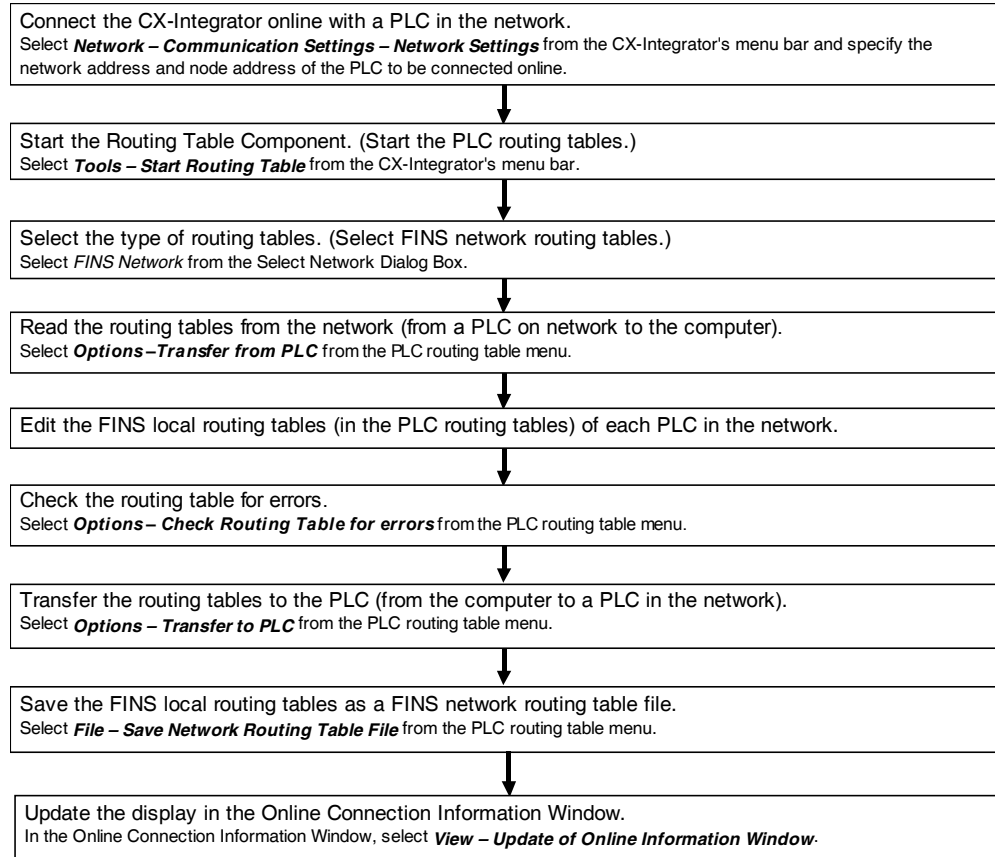 Connect the CX-Integrator online with a PLC in the network.
Select Network – Communication Settings – Network Settings from the CX-Integrator's menu bar and specify the
network address and node address of the PLC to be connected online.
Start the Routing Table Component. (Start the PLC routing tables.)
Select Tools – Start Routing Table from the CX-Integrator's menu bar.
Select the type of routing tables. (Select FINS network routing tables.)
Select FINS Network from the Select Network Dialog Box.
Read the routing tables from the network (from a PLC on network to the computer).
Select Options –Transfer from PLC from the PLC routing table menu.
Edit the FINS local routing tables (in the PLC routing tables) of each PLC in the network.
Check the routing table for errors.
Select Options – Check Routing Table for errors from the PLC routing table menu.
Transfer the routing tables to the PLC (from the computer to a PLC in the network).
Select Options – Transfer to PLC from the PLC routing table menu.
Save the FINS local routing tables as a FINS network routing table file.
Select File – Save Network Routing Table File from the PLC routing table menu.
Update the display in the Online Connection Information Window.
In the Online Connection Information Window, select View – Update of Online Information Window.